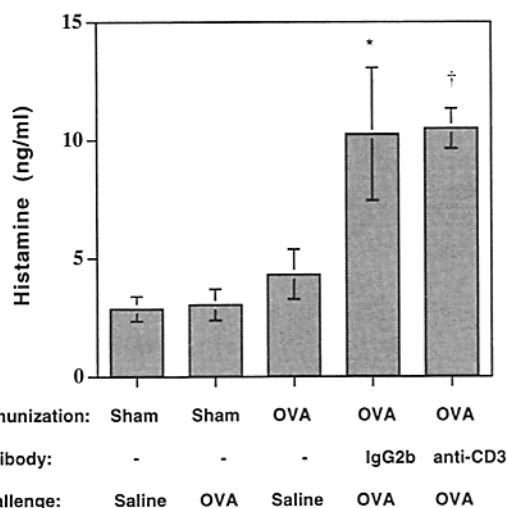 15
*
†
10
Histamine (ng/ml)
5
0
munization: Sham Sham OVA OVA OVA
ibody: - - - IgG2b anti-CD3
allenge: Saline OVA Saline OVA OVA